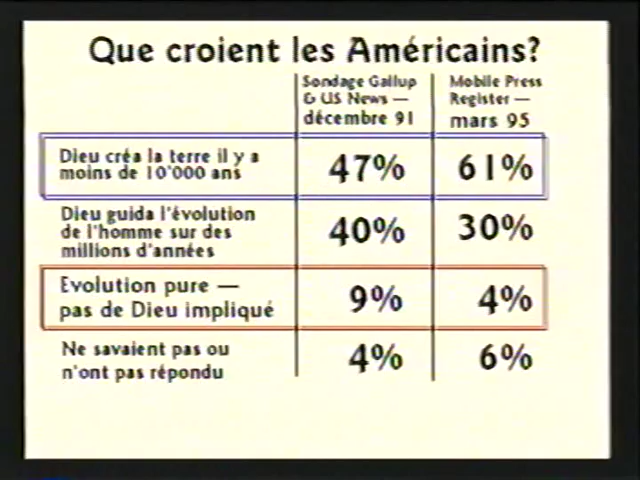 Que croient les Américains?
Sondage Gallup
& US News —
décembre 91
Mobile Press
Register —
mars 95
Dieu créa la terre il y a
moins de 10'000 ans
47%
61%
Dieu guida l'évolution
de l'homme sur des
millions d'années
40%
30%
Evolution pure —
pas de Dieu impliqué
9%
4%
Ne savaient pas ou
n'ont pas répondu
4%
6%